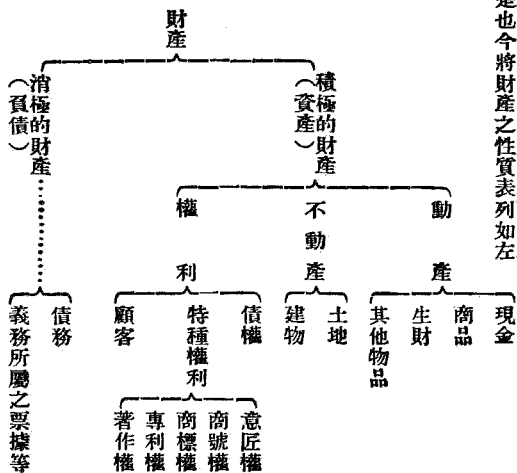 是也今將財產之性質表列如左
財產
積極的財產
（資產）
消極的財產
（負債）
動產
不動產
權利
現金
商品
生財
其他物品
土地
建物
債權
特種權利
顧客
債務
義務所屬之票據等
意匠權
商號權
商標權
專利權
著作權